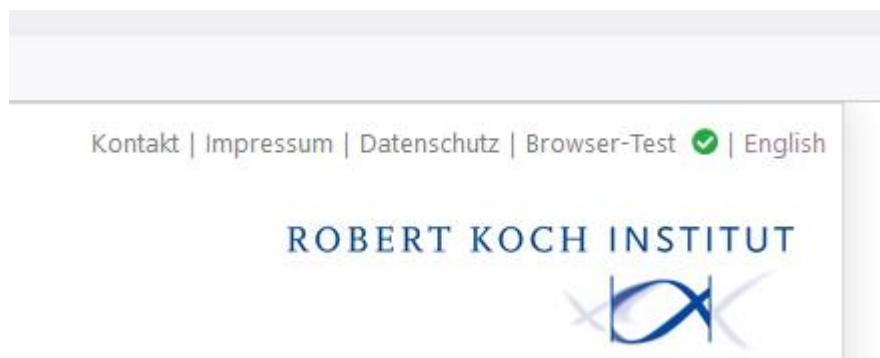 Kontakt | Impressum | Datenschutz | Browser-Test | English
ROBERT KOCH INSTITUT